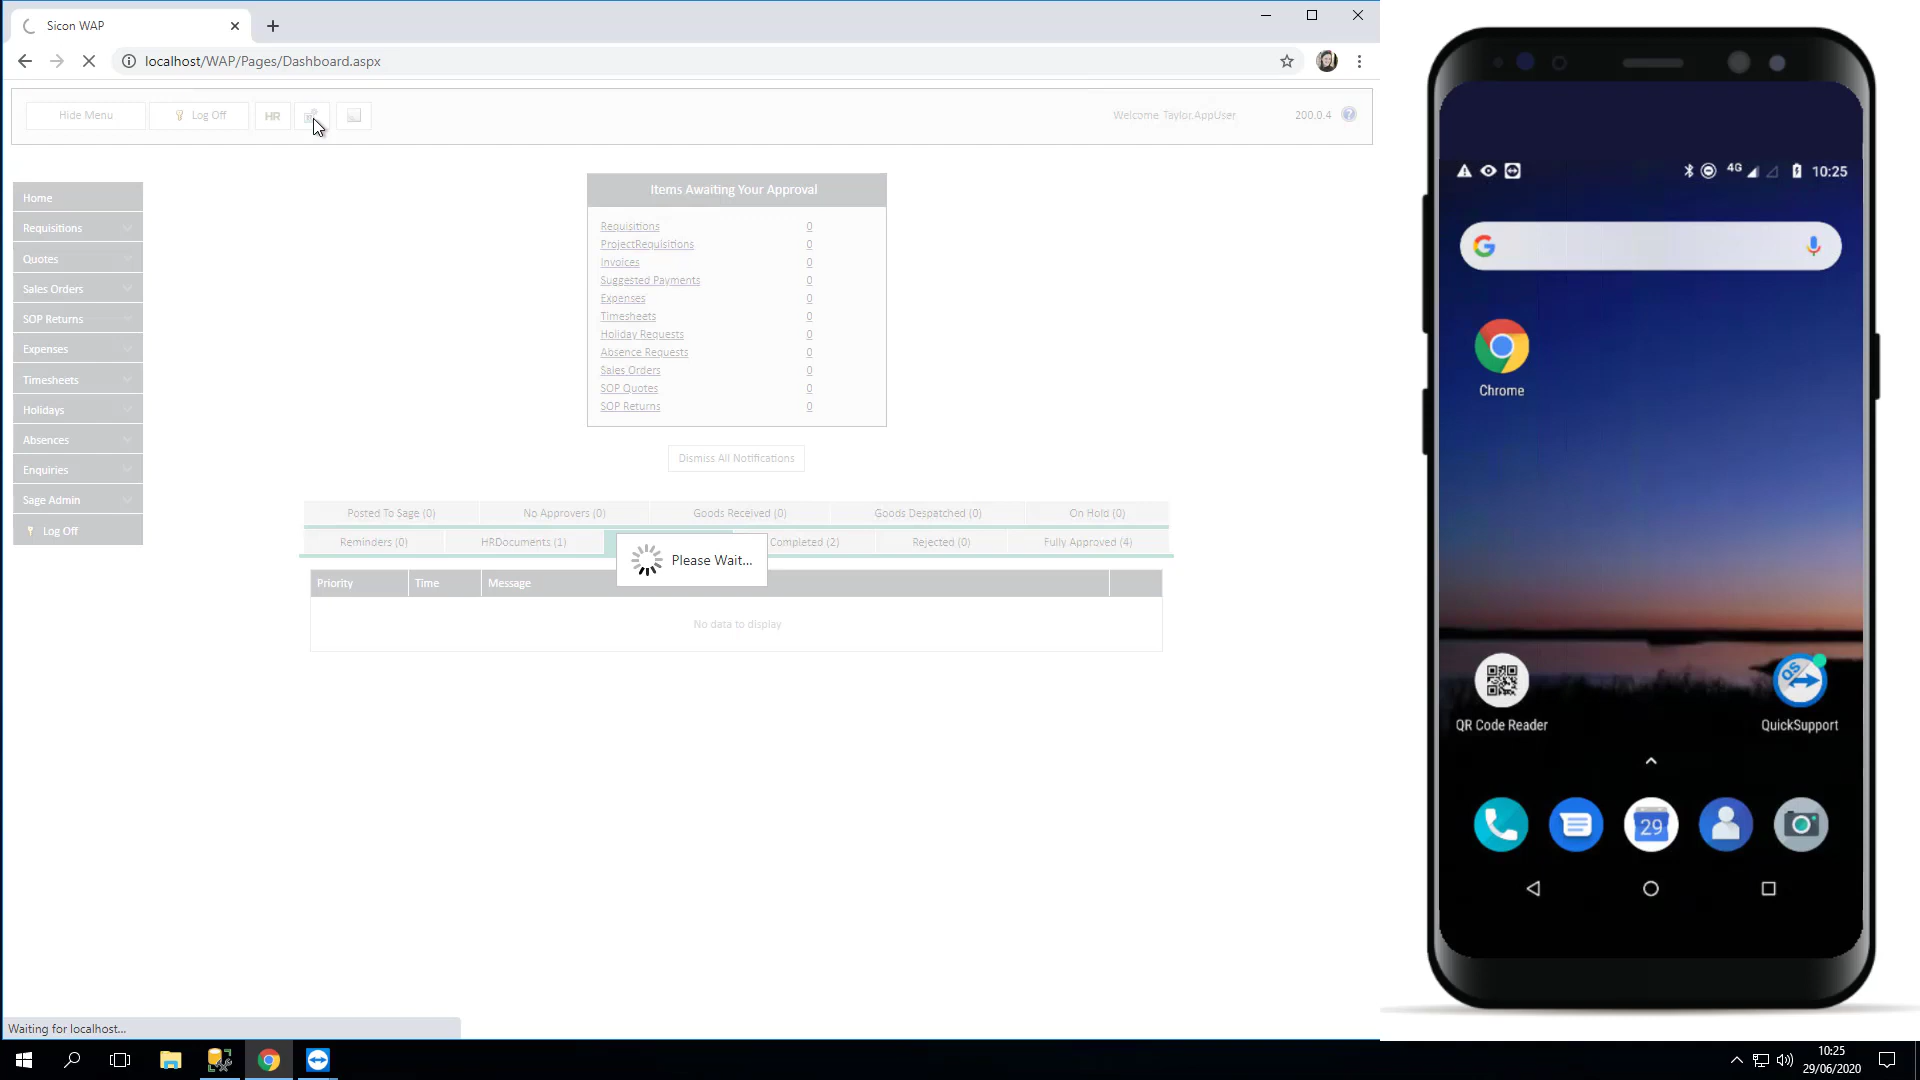 Sicon WAP
localhost/WAP/Pages/Dashboard.aspx
Hide Menu
Log Off
HR
Welcome Taylor.AppUser
200.0.4
?
Home
Requisitions
Quotes
Sales Orders
SOP Returns
Expenses
Timesheets
Holidays
Absences
Enquiries
Sage Admin
Log Off
Items Awaiting Your Approval
Requisitions 0
ProjectRequisitions 0
Invoices 0
Suggested Payments 0
Expenses 0
Timesheets 0
Holiday Requests 0
Absence Requests 0
Sales Orders 0
SOP Quotes 0
SOP Returns 0
Dismiss All Notifications
Posted To Sage (0) No Approvers (0) Goods Received (0) Goods Despatched (0) On Hold (0)
Reminders (0) HRDocuments (1) Completed (2) Rejected (0) Fully Approved (4)
Please Wait...
Priority Time Message
No data to display
Waiting for localhost...
10:25
29/06/2020
4G 10:25
G
Chrome
QS
QR Code Reader
QuickSupport
29